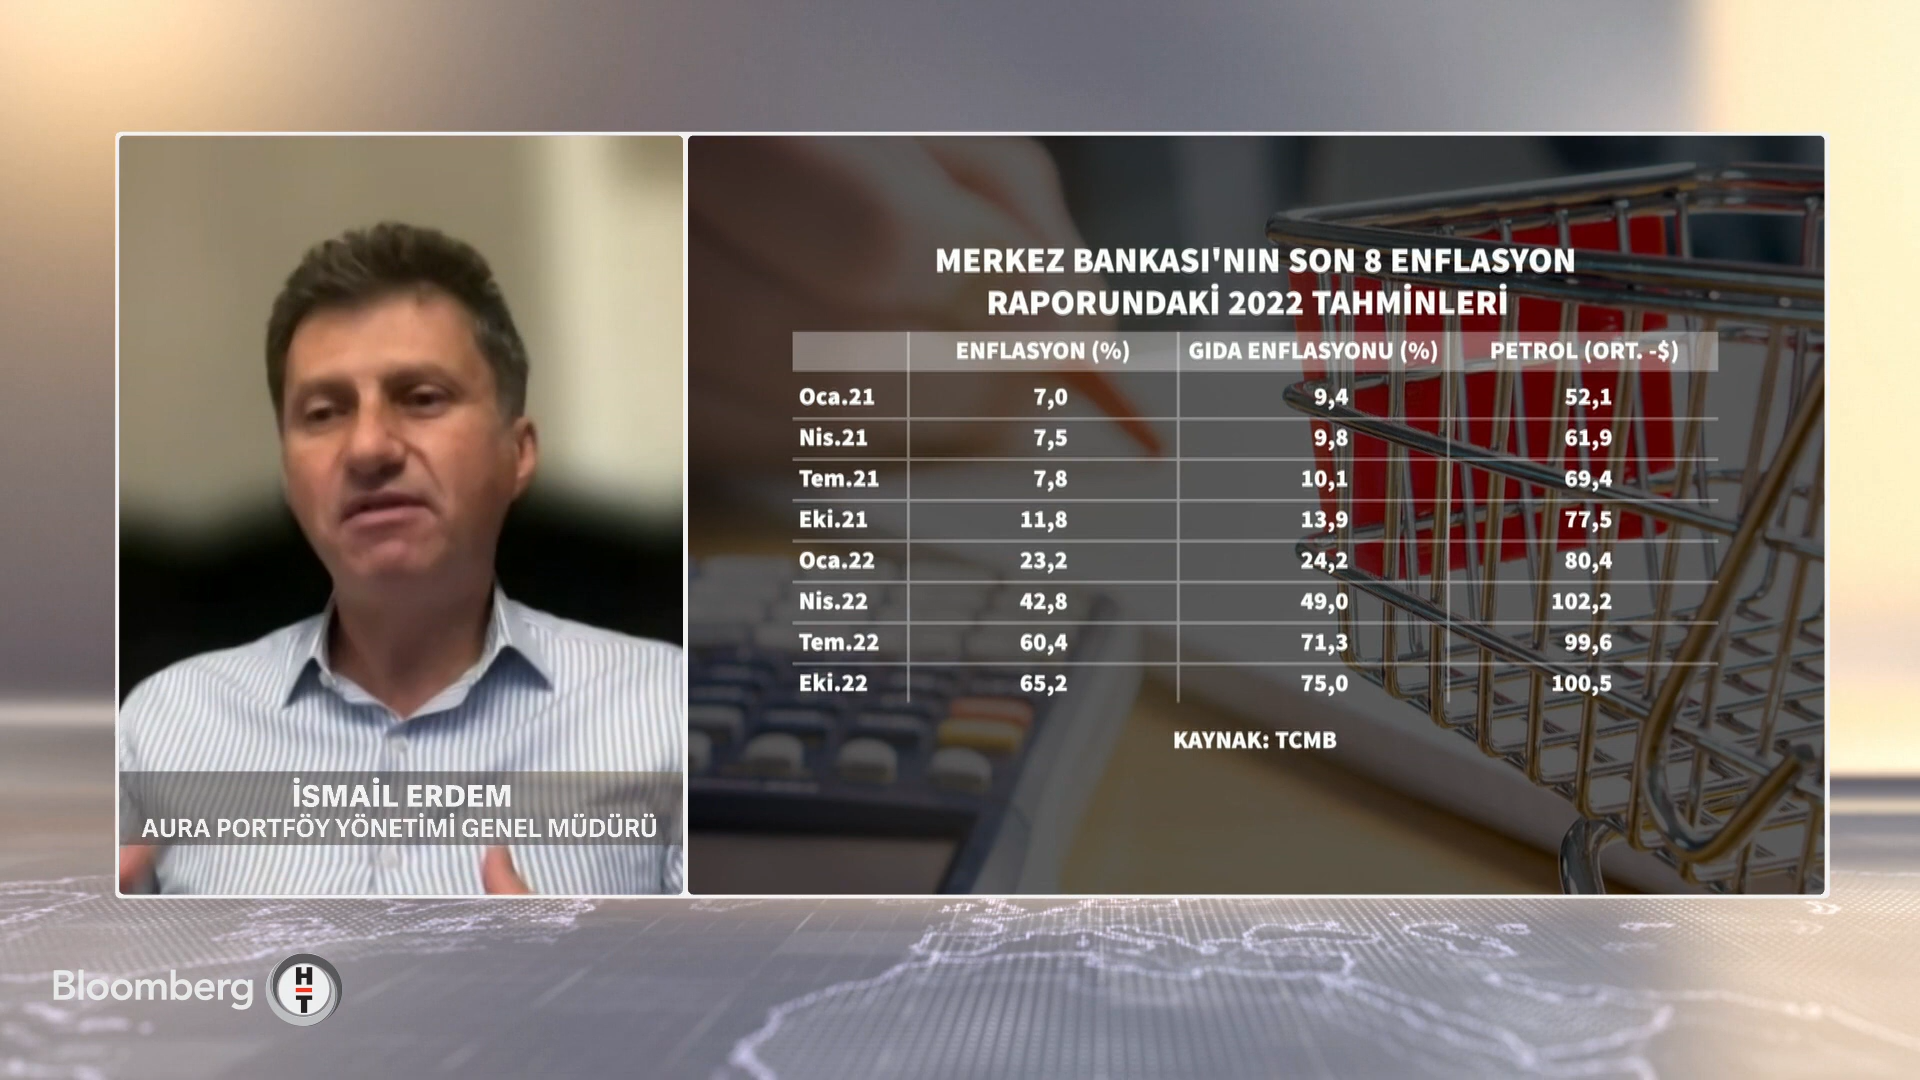 MERKEZ BANKASI'NIN SON 8 ENFLASYON
RAPORUNDAKİ 2022 TAHMİNLERİ
ENFLASYON (%) GIDA ENFLASYONU (%) PETROL (ORT. -$)
Oca.21 7,0 9,4 52,1
Nis.21 7,5 9,8 61,9
Tem.21 7,8 10,1 69,4
Eki.21 11,8 13,9 77,5
Oca.22 23,2 24,2 80,4
Nis.22 42,8 49,0 102,2
Tem.22 60,4 71,3 99,6
Eki.22 65,2 75,0 100,5
KAYNAK: TCMB
İSMAİL ERDEM
AURA PORTFÖY YÖNETİMİ GENEL MÜDÜRÜ
Bloomberg HT